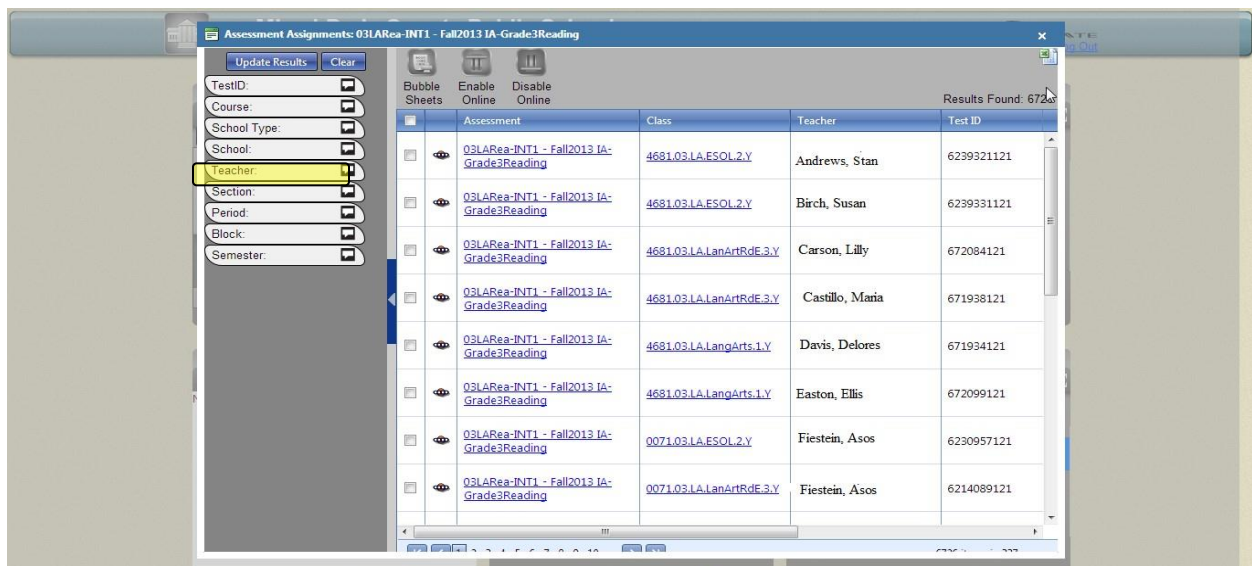 Assessment Assignments: 03LARea-INT1 - Fall2013 IA-Grade3Reading
Update Results Clear
TestID:
Course:
School Type:
School:
Teacher:
Section:
Period:
Block:
Semester:
Bubble Sheets
Enable Online
Disable Online
Results Found: 672
Assessment Class Teacher Test ID
03LARea-INT1 - Fall2013 IA-Grade3Reading 4681.03.LA.ESOL.2.Y Andrews, Stan 6239321121
03LARea-INT1 - Fall2013 IA-Grade3Reading 4681.03.LA.ESOL.2.Y Birch, Susan 6239331121
03LARea-INT1 - Fall2013 IA-Grade3Reading 4681.03.LA.LanArtRdE.3.Y Carson, Lilly 672084121
03LARea-INT1 - Fall2013 IA-Grade3Reading 4681.03.LA.LanArtRdE.3.Y Castillo, Maria 671938121
03LARea-INT1 - Fall2013 IA-Grade3Reading 4681.03.LA.LangArts.1.Y Davis, Delores 671934121
03LARea-INT1 - Fall2013 IA-Grade3Reading 4681.03.LA.LangArts.1.Y Easton, Ellis 672099121
03LARea-INT1 - Fall2013 IA-Grade3Reading 0071.03.LA.ESOL.2.Y Fiestein, Asos 6230957121
03LARea-INT1 - Fall2013 IA-Grade3Reading 0071.03.LA.LanArtRdE.3.Y Fiestein, Asos 6214089121